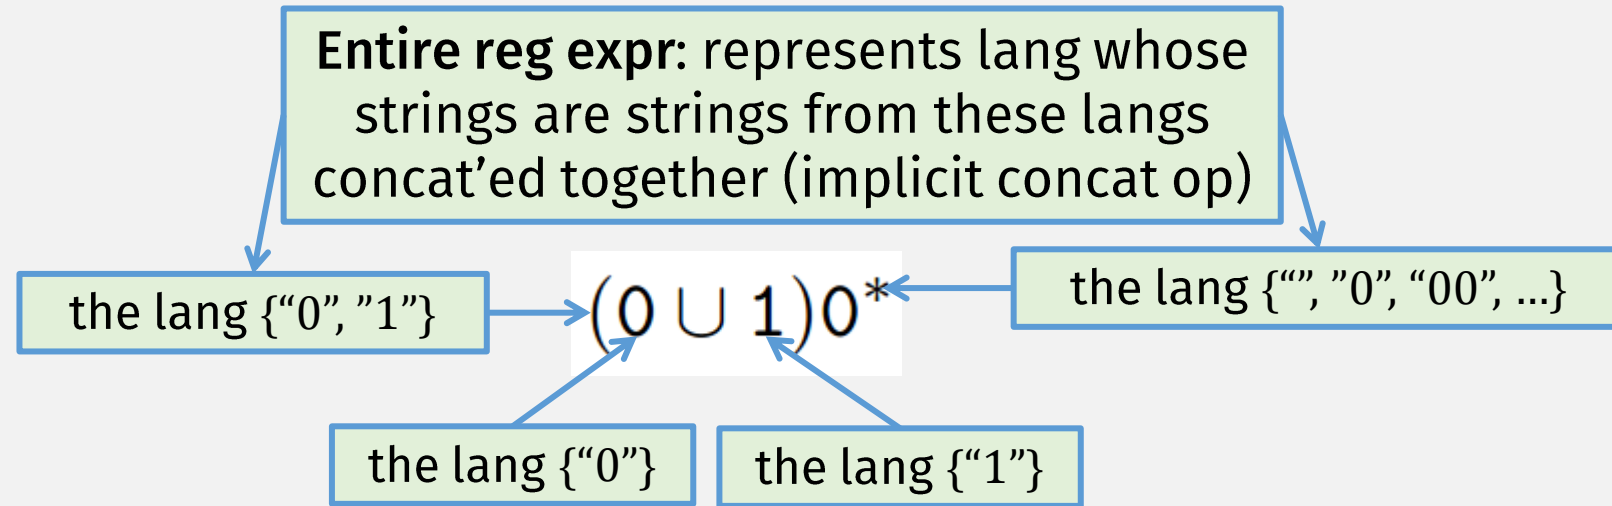 Entire reg expr: represents lang whose
strings are strings from these langs
concat’ed together (implicit concat op)
the lang {“0”, ”1”}
(0 ∪ 1)0*
the lang {“”, ”0”, “00”, ...}
the lang {“0”}
the lang {“1”}